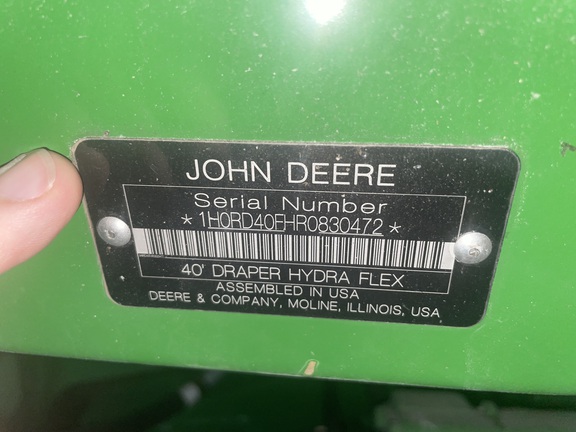 JOHN DEERE
Serial Number
*1H0RD40FHR0830472*
40' DRAPER HYDRA FLEX
ASSEMBLED IN USA
DEERE & COMPANY, MOLINE, ILLINOIS, USA